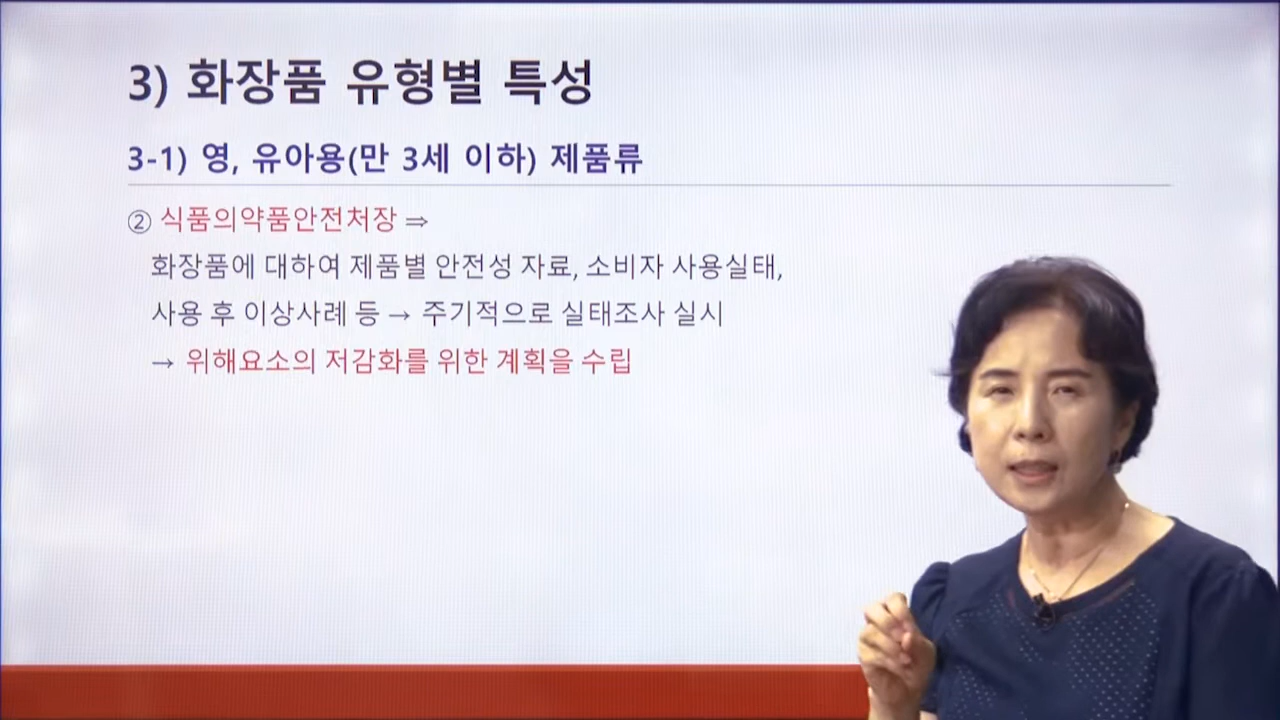 3) 화장품 유형별 특성
3-1) 영, 유아용(만 3세 이하) 제품류
② 식품의약품안전처장 ⇒
화장품에 대하여 제품별 안전성 자료, 소비자 사용실태,
사용 후 이상사례 등 → 주기적으로 실태조사 실시
→ 위해요소의 저감화를 위한 계획을 수립